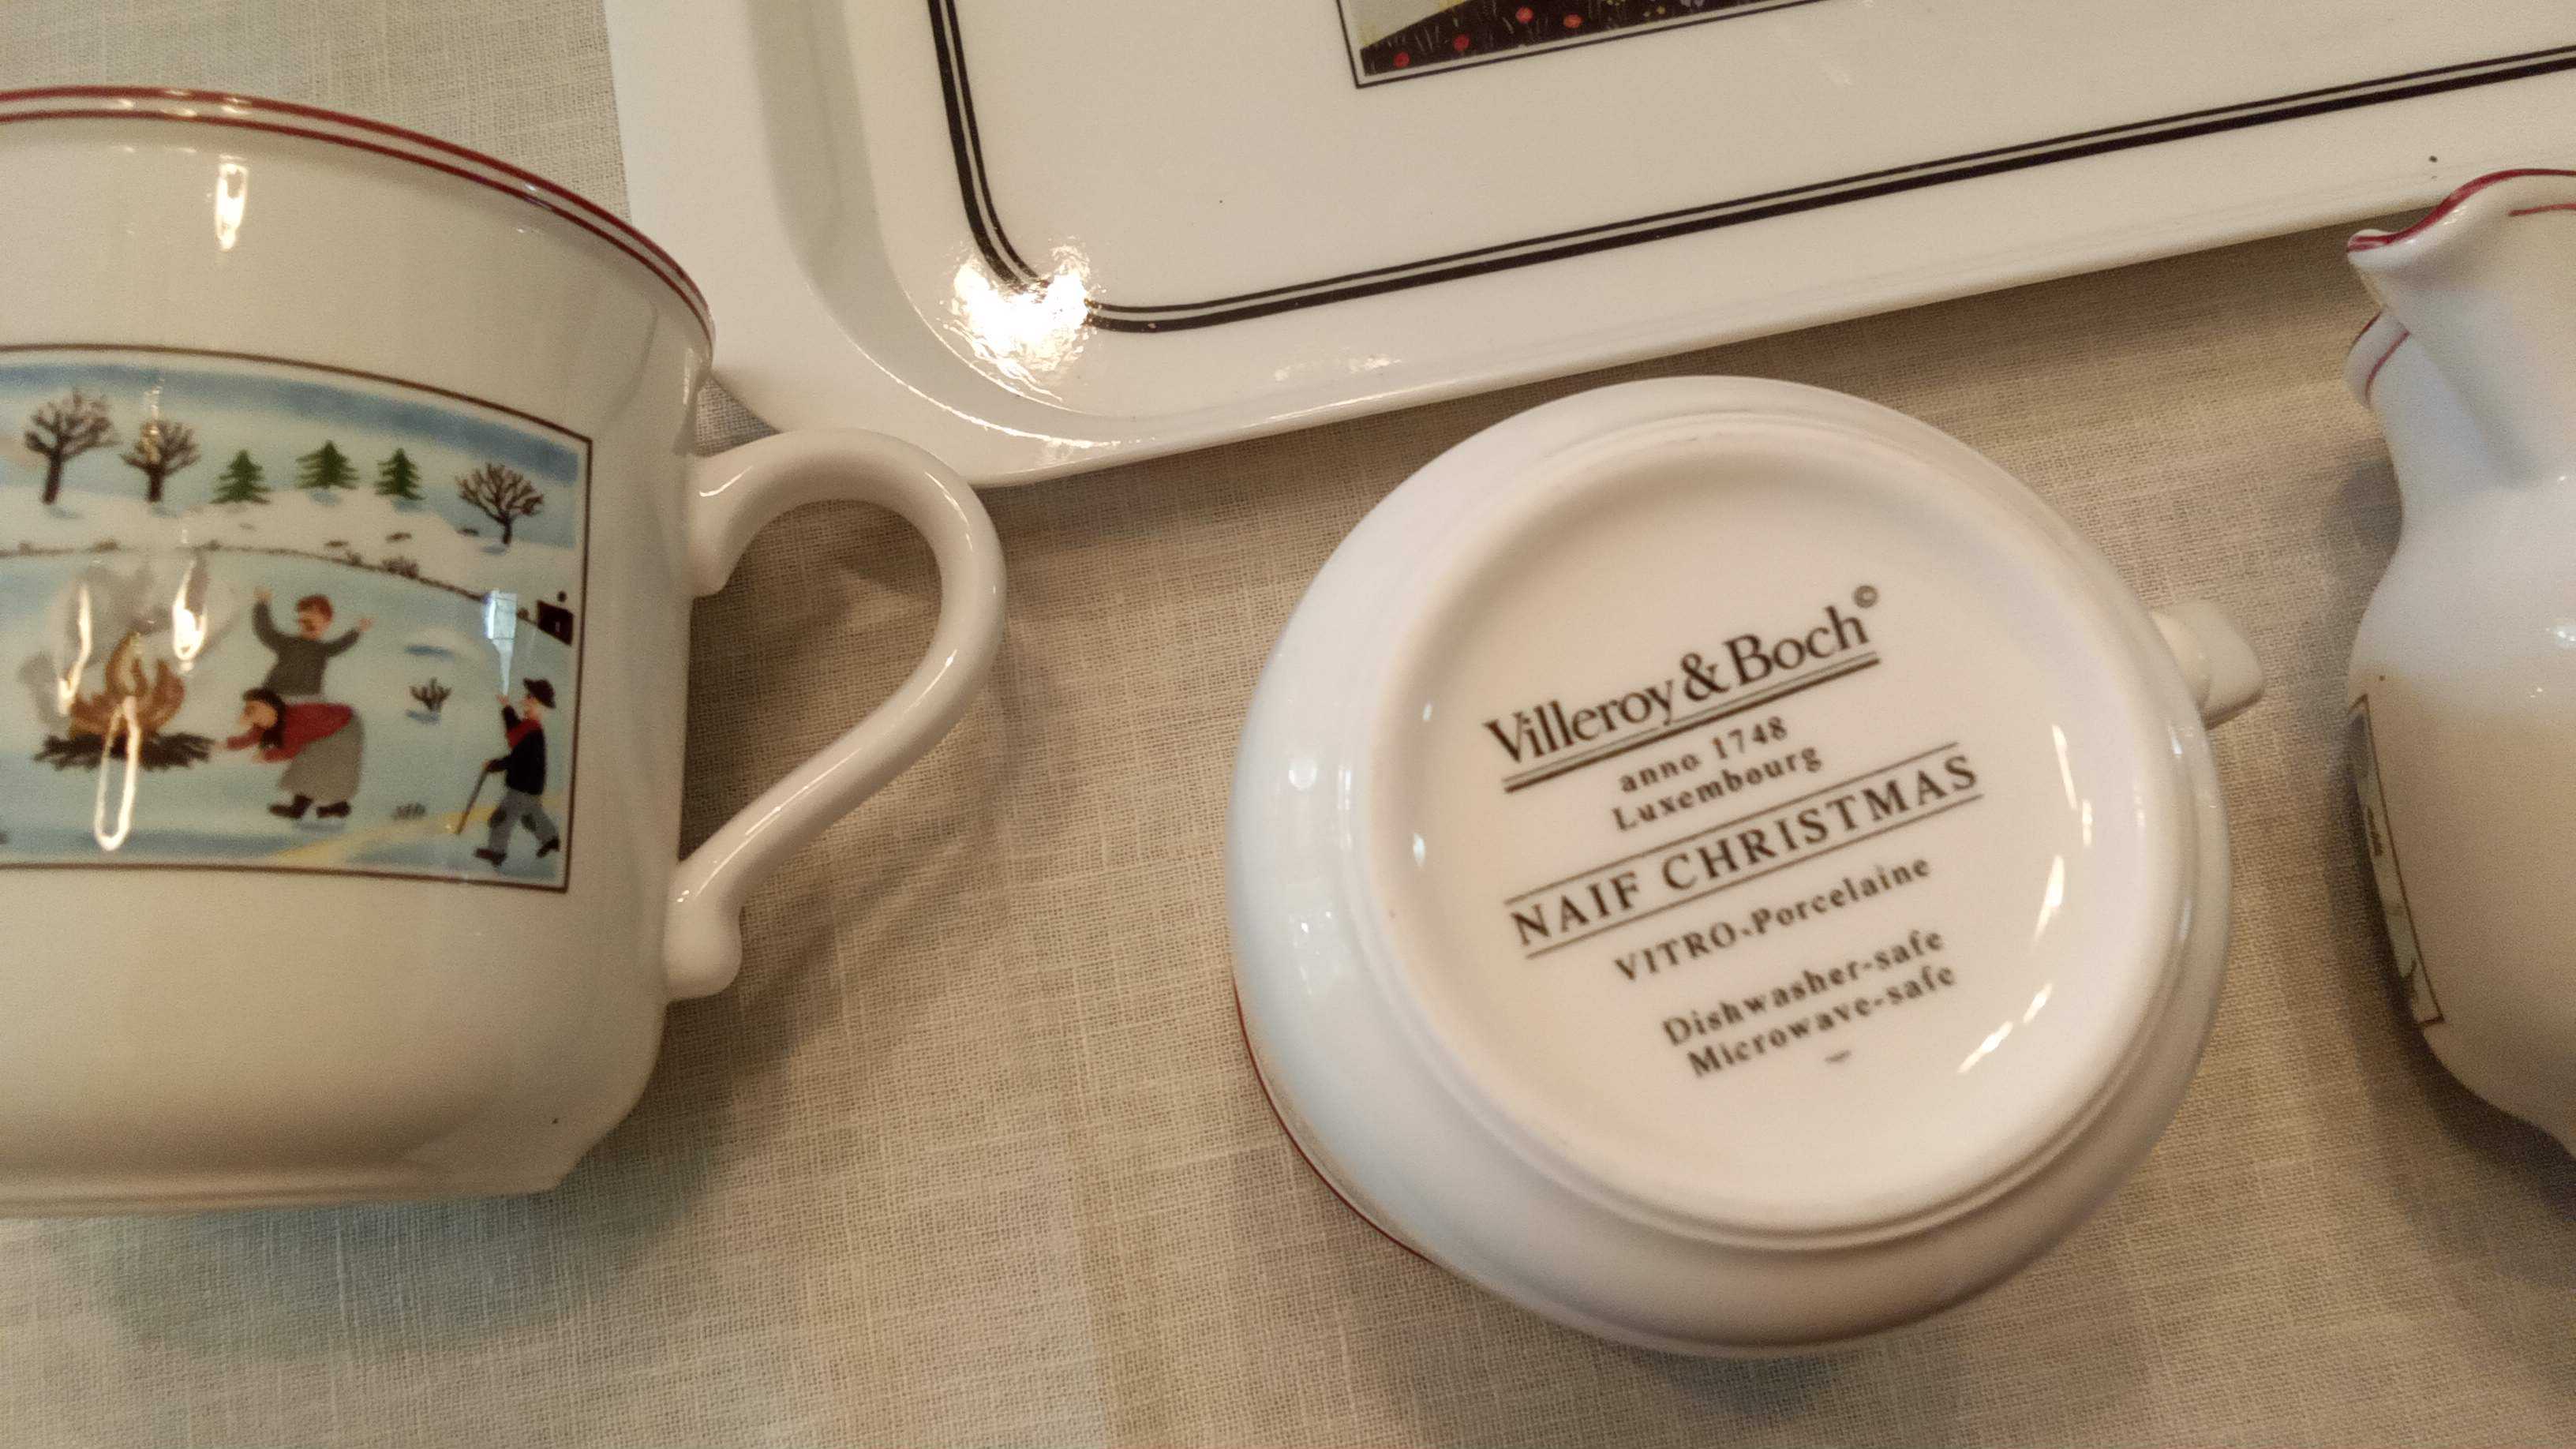 Villeroy & Boch ©
anno 1748
Luxembourg
NAIF CHRISTMAS
VITRO-Porcelaine
Dishwasher-safe
Microwave-safe